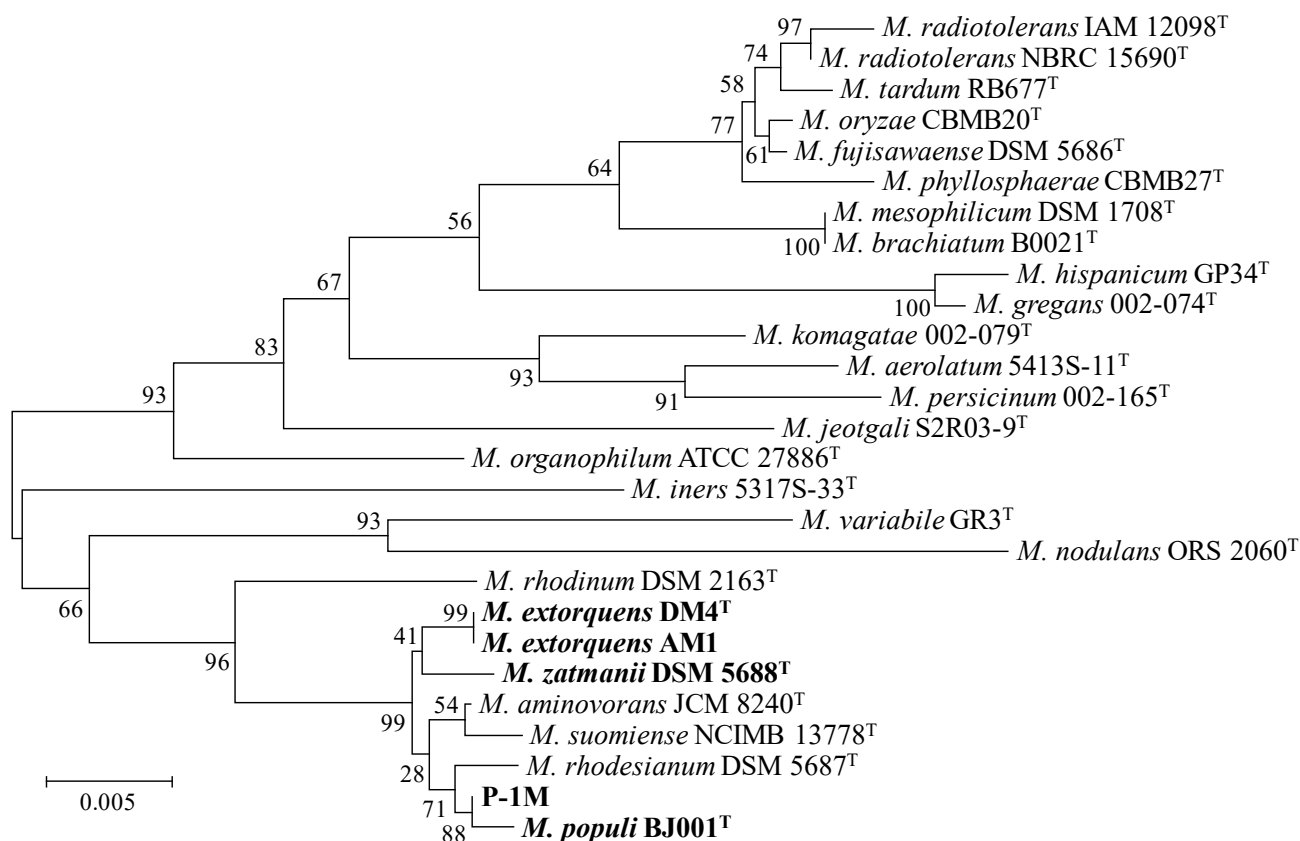 97 M. radiotolerans IAM 12098ᵀ
74 M. radiotolerans NBRC 15690ᵀ
58 M. tardum RB677ᵀ
77 M. oryzae CBMB20ᵀ
61 M. fujisawaense DSM 5686ᵀ
64 M. phyllosphaerae CBMB27ᵀ
M. mesophilicum DSM 1708ᵀ
56 100 M. brachiatum B0021ᵀ
67 M. hispanicum GP34ᵀ
100 M. gregans 002-074ᵀ
83 M. komagatae 002-079ᵀ
93 M. aerolatum 5413S-11ᵀ
93 91 M. persicinum 002-165ᵀ
M. jeotgali S2R03-9ᵀ
M. organophilum ATCC 27886ᵀ
M. iners 5317S-33ᵀ
93 M. variabile GR3ᵀ
M. nodulans ORS 2060ᵀ
M. rhodinum DSM 2163ᵀ
66 99 M. extorquens DM4ᵀ
41 M. extorquens AM1
96 M. zatmanii DSM 5688ᵀ
54 M. aminovorans JCM 8240ᵀ
99 M. suomiense NCIMB 13778ᵀ
28 M. rhodesianum DSM 5687ᵀ
71 P-1M
88 M. populi BJ001ᵀ
0.005